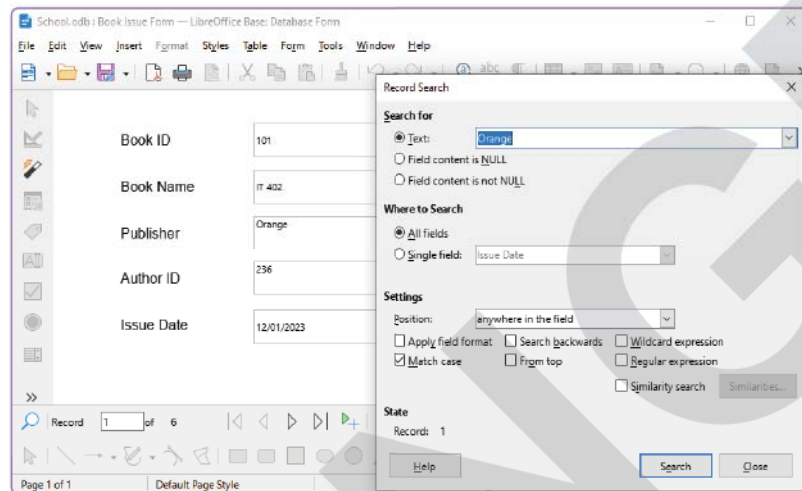 School.odb : Book Issue Form — LibreOffice Base: Database Form
File Edit View Insert Format Styles Table Form Tools Window Help
Record Search
Search for
Text: Orange
Field content is NULL
Field content is not NULL
Where to Search
All fields
Single field: Issue Date
Settings
Position: anywhere in the field
Apply field format Search backwards Wildcard expression
Match case From top Regular expression
Similarity search Similarities...
State
Record: 1
Help Search Close
Book ID 101
Book Name IT 402
Publisher Orange
Author ID 236
Issue Date 12/01/2023
Record 1 of 6
Page 1 of 1 Default Page Style